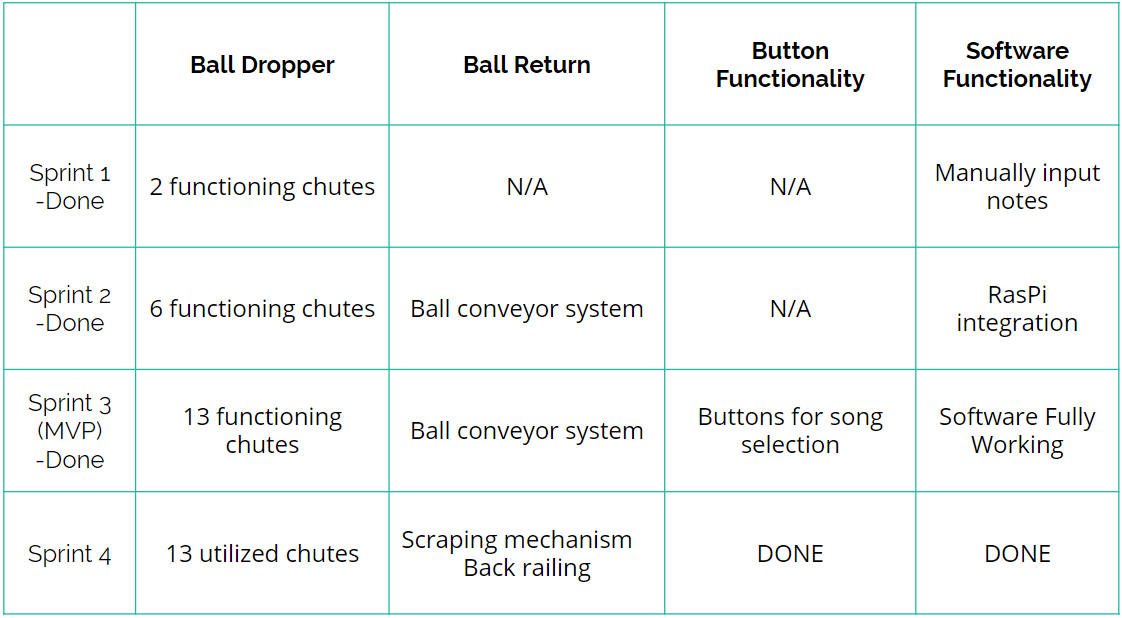 Ball Dropper
Ball Return
Button
Functionality
Software
Functionality
Sprint 1
-Done
2 functioning chutes
N/A
N/A
Manually input
notes
Sprint 2
-Done
6 functioning chutes
Ball conveyor system
N/A
RasPi
integration
Sprint 3
(MVP)
-Done
13 functioning
chutes
Ball conveyor system
Buttons for song
selection
Software Fully
Working
Sprint 4
13 utilized chutes
Scraping mechanism
Back railing
DONE
DONE